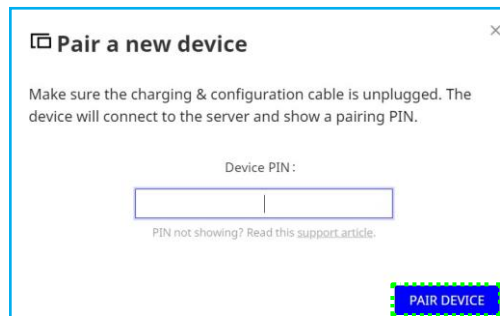 Pair a new device
Make sure the charging & configuration cable is unplugged. The
device will connect to the server and show a pairing PIN.
Device PIN:
PIN not showing? Read this support article.
PAIR DEVICE